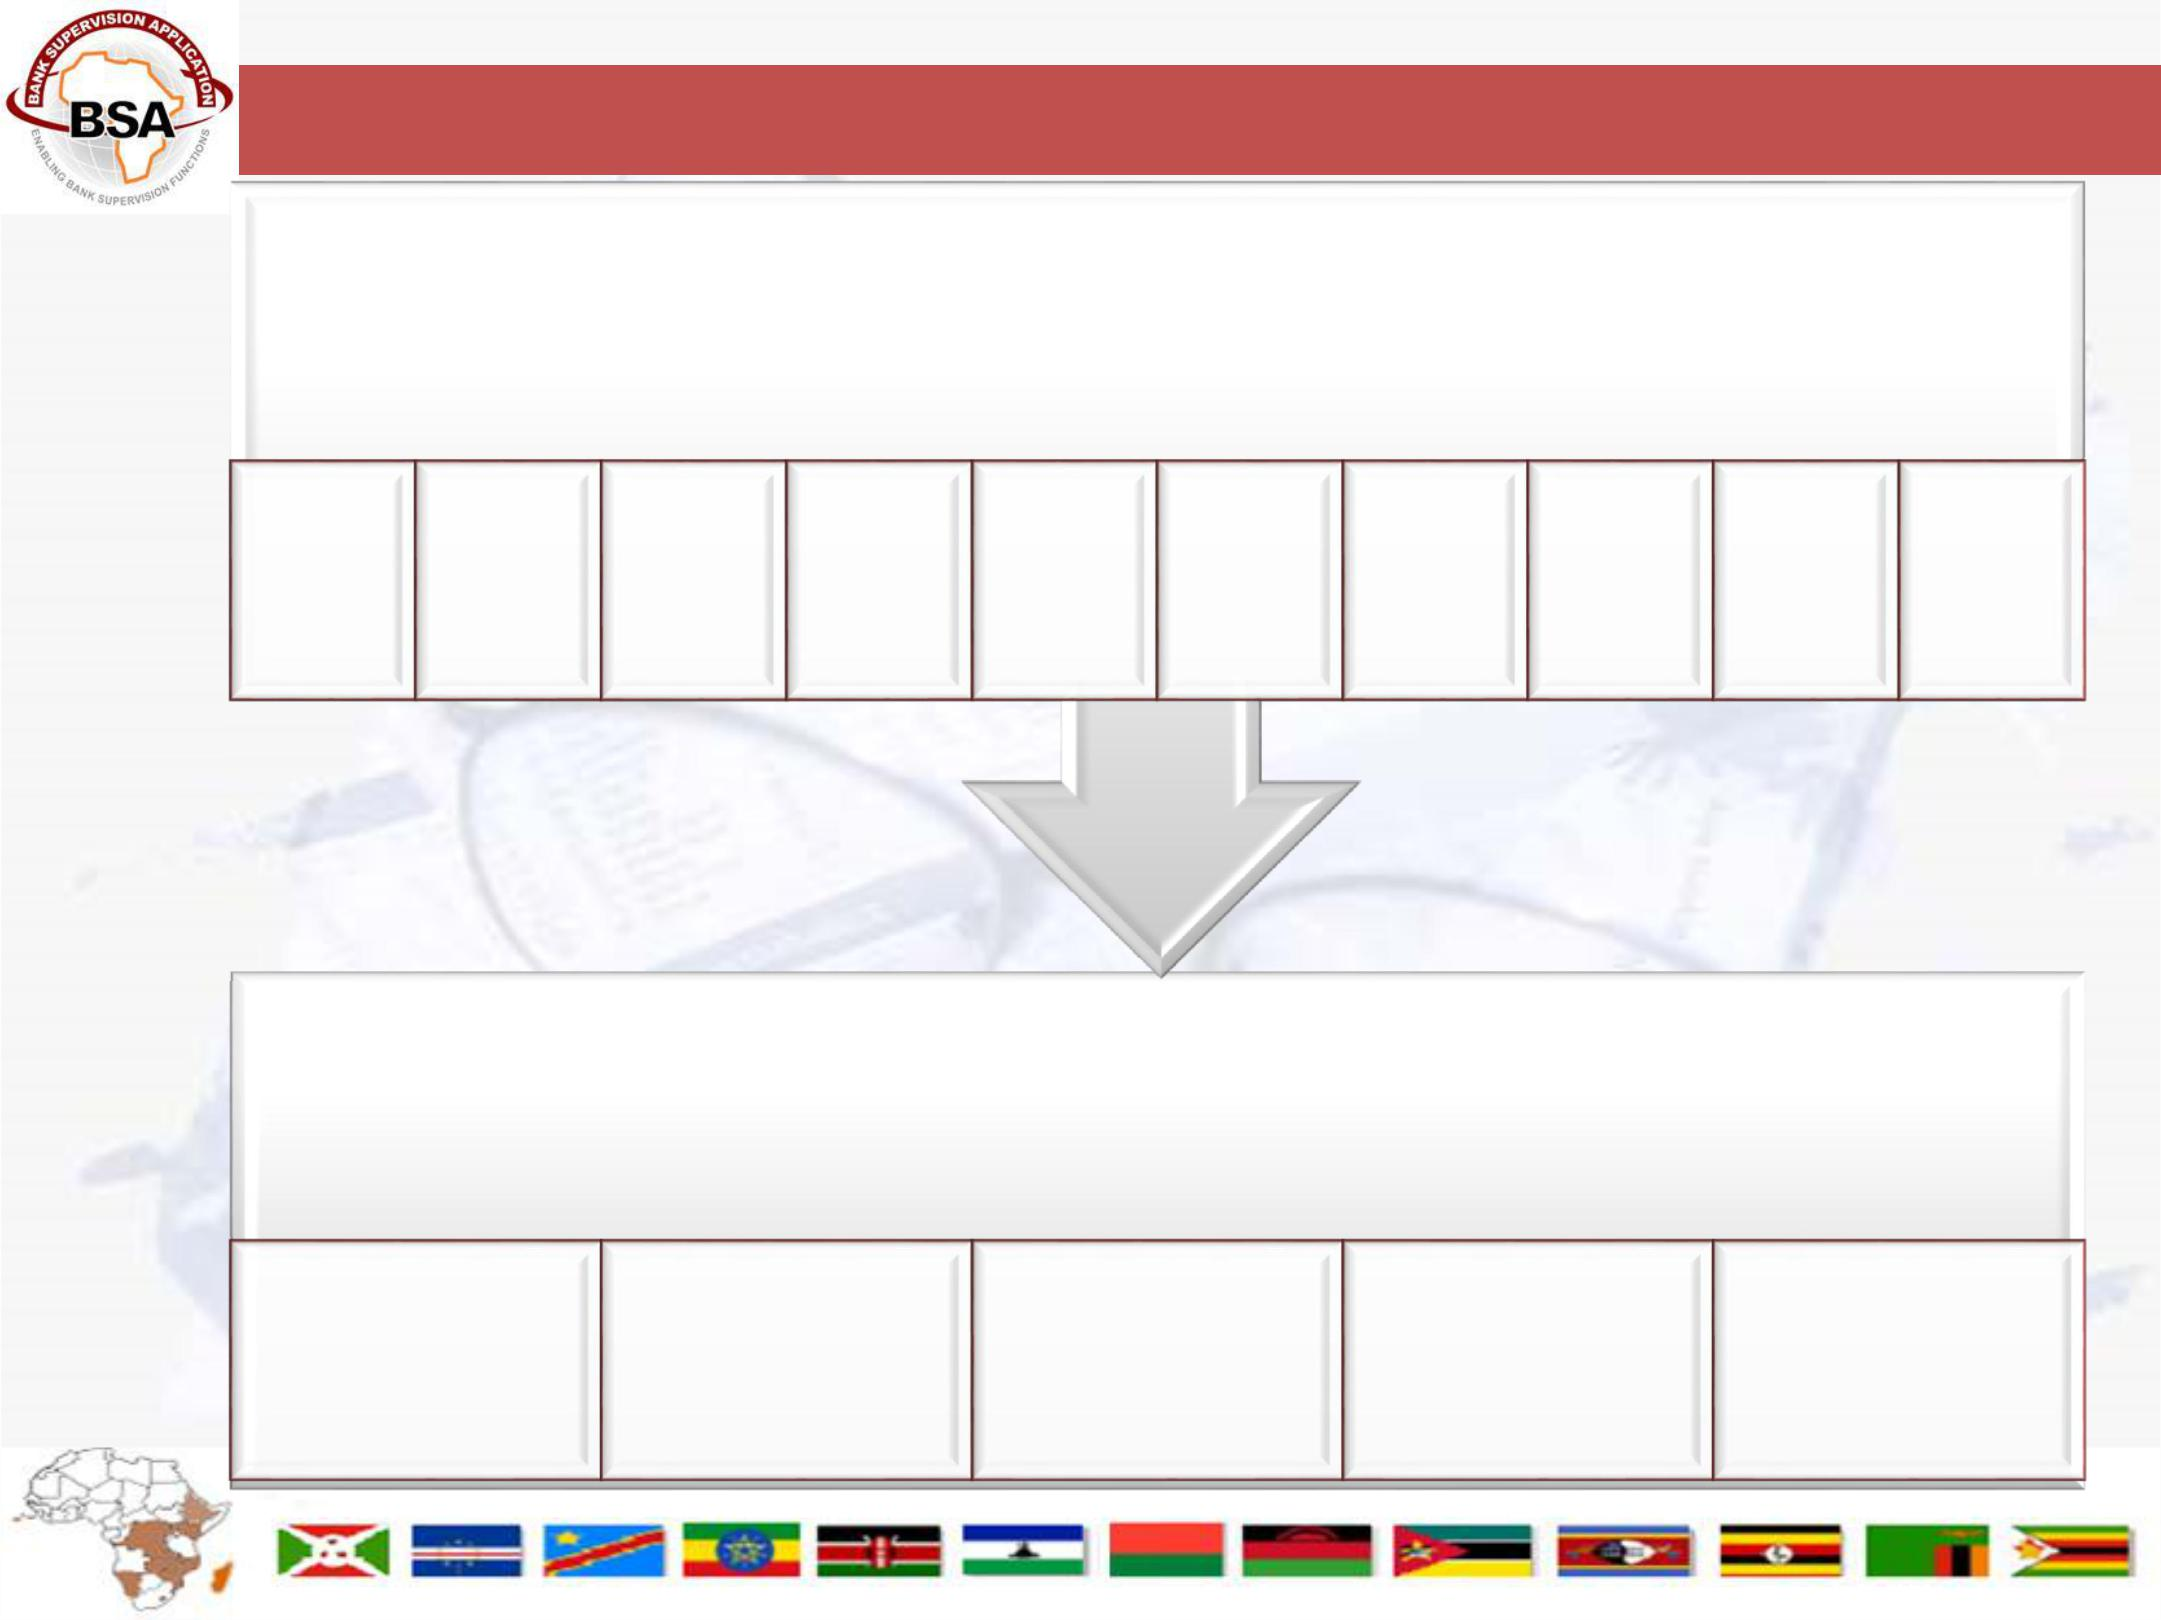 BANK SUPERVISION APPLICATION
BSA
ENABLING BANK SUPERVISION FUNCTIONS